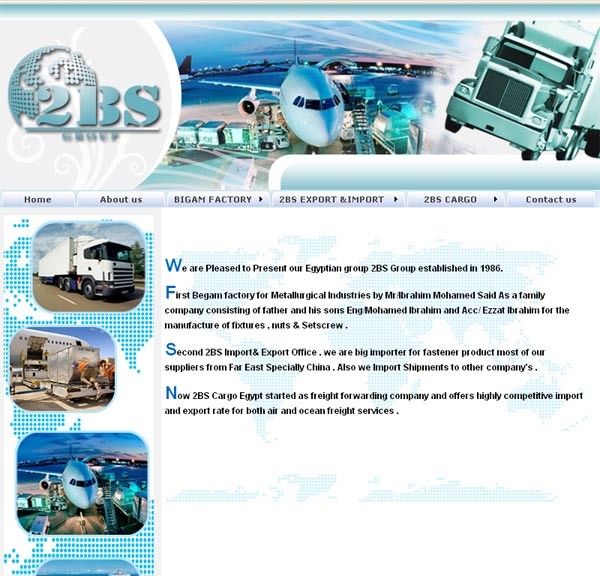 2BS
GROUP
Home
About us
BIGAM FACTORY
2BS EXPORT &IMPORT
2BS CARGO
Contact us
We are Pleased to Present our Egyptian group 2BS Group established in 1986.
First Begam factory for Metallurgical Industries by Mr/Ibrahim Mohamed Said As a family
company consisting of father and his sons Eng/Mohamed Ibrahim and Acc/ Ezzat Ibrahim for the
manufacture of fixtures , nuts & Setscrew .
Second 2BS Import& Export Office . we are big importer for fastener product most of our
suppliers from Far East Specially China . Also we Import Shipments to other company's .
Now 2BS Cargo Egypt started as freight forwarding company and offers highly competitive import
and export rate for both air and ocean freight services .